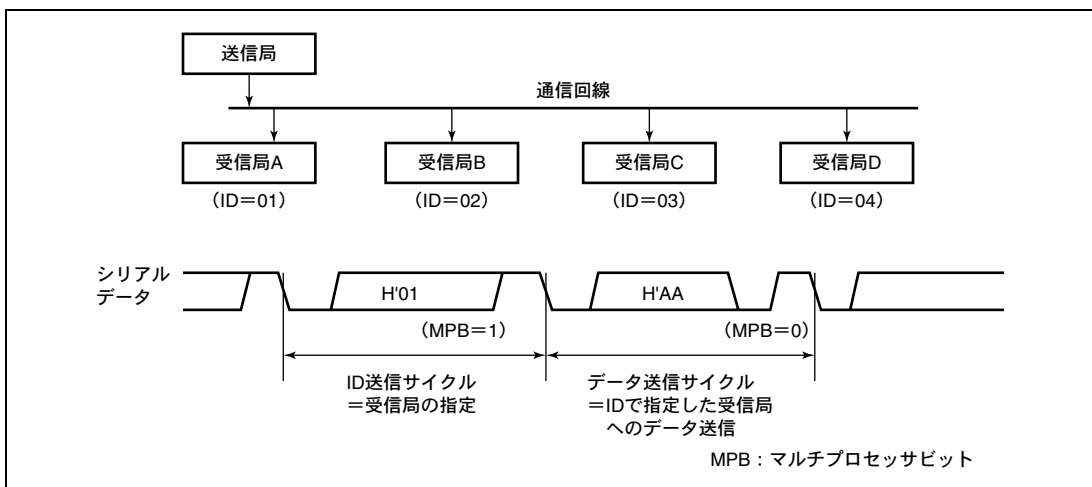 送信局
通信回線
受信局A 受信局B 受信局C 受信局D
(ID=01) (ID=02) (ID=03) (ID=04)
シリアル
データ
H'01 H'AA
(MPB=1) (MPB=0)
ID送信サイクル
=受信局の指定
データ送信サイクル
=IDで指定した受信局
へのデータ送信
MPB:マルチプロセッサビット